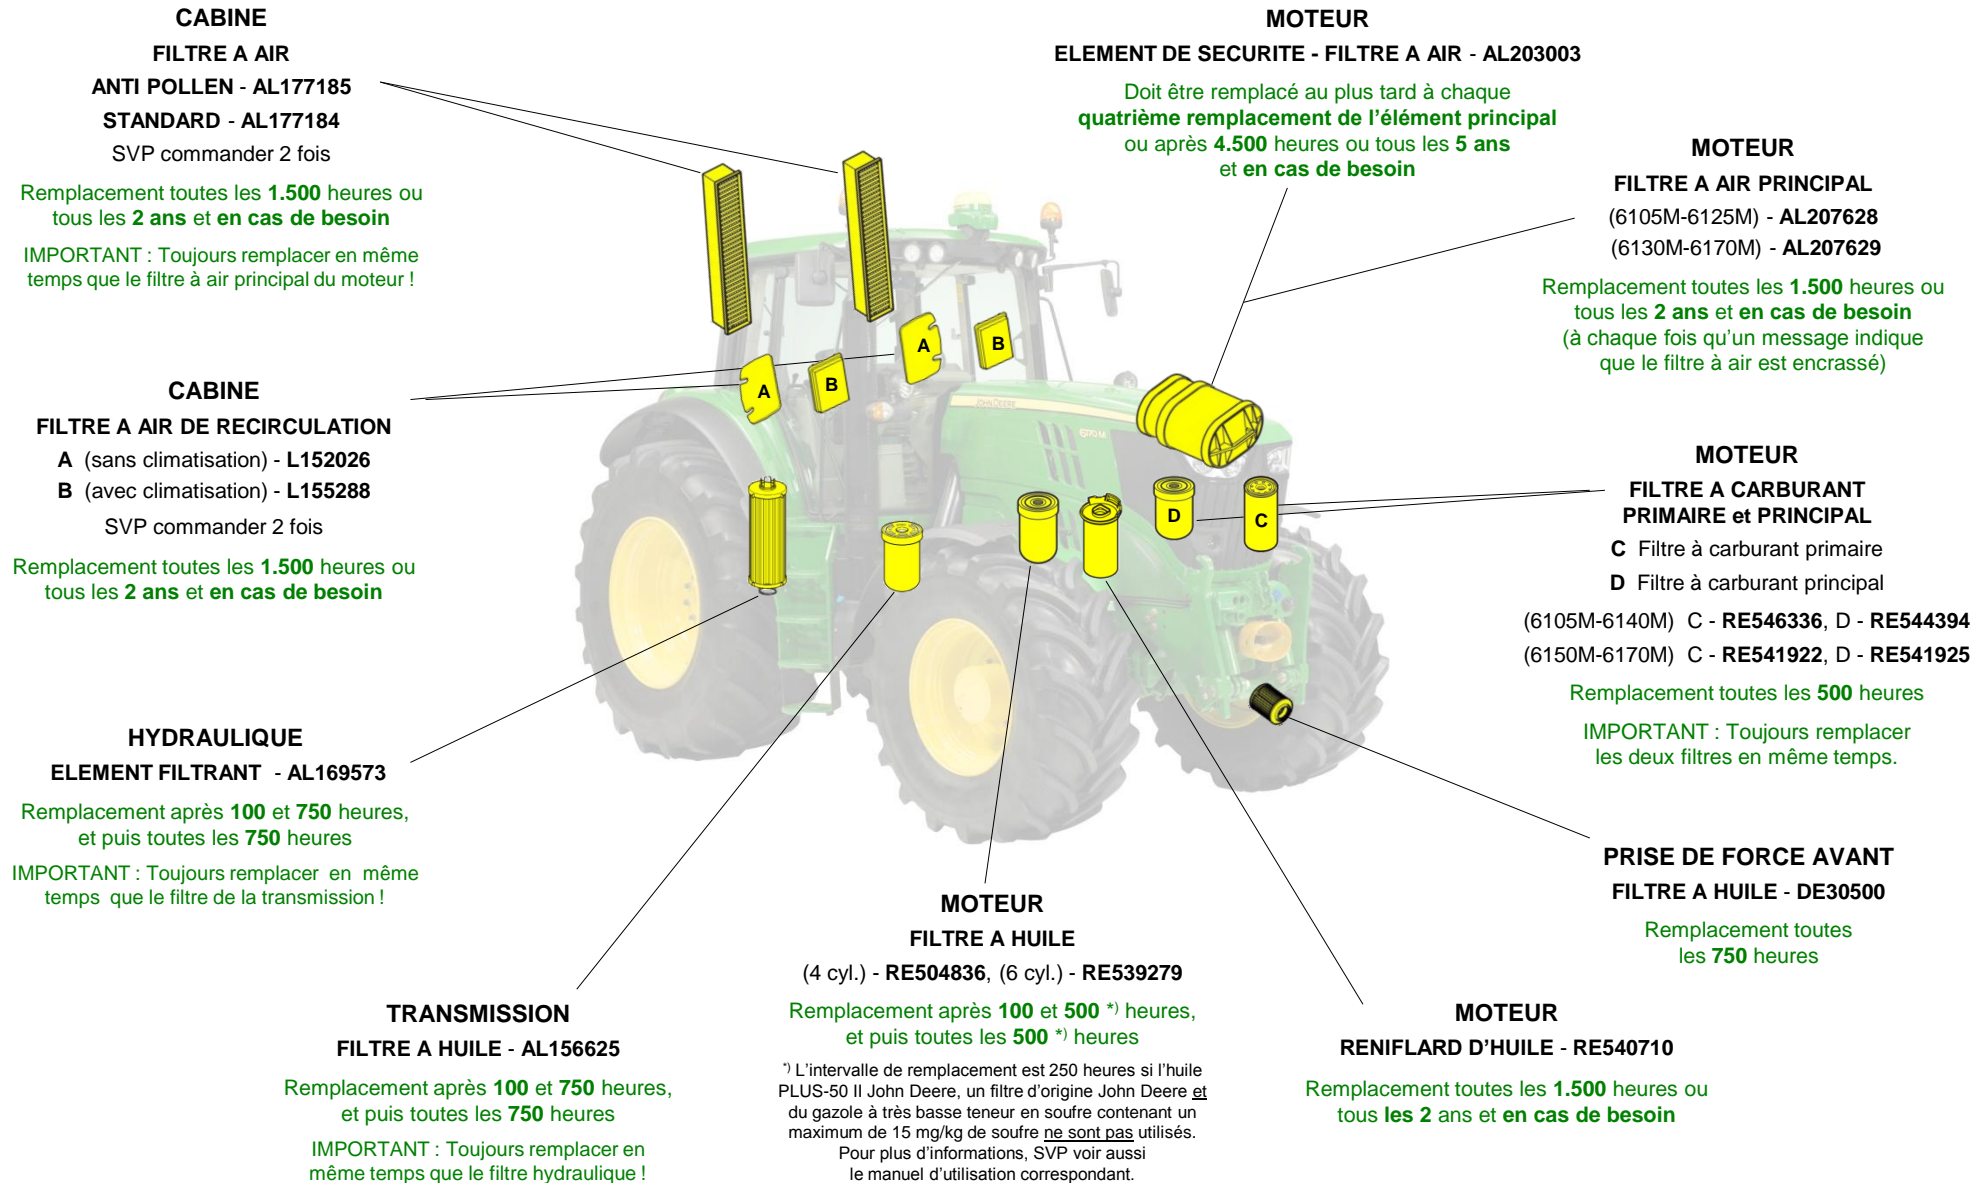 CABINE
FILTRE A AIR
ANTI POLLEN - AL177185
STANDARD - AL177184
SVP commander 2 fois
Remplacement toutes les 1.500 heures ou
tous les 2 ans et en cas de besoin
IMPORTANT : Toujours remplacer en même
temps que le filtre à air principal du moteur !
CABINE
FILTRE A AIR DE RECIRCULATION
A (sans climatisation) - L152026
B (avec climatisation) - L155288
SVP commander 2 fois
Remplacement toutes les 1.500 heures ou
tous les 2 ans et en cas de besoin
HYDRAULIQUE
ELEMENT FILTRANT - AL169573
Remplacement après 100 et 750 heures,
et puis toutes les 750 heures
IMPORTANT : Toujours remplacer en même
temps que le filtre de la transmission !
TRANSMISSION
FILTRE A HUILE - AL156625
Remplacement après 100 et 750 heures,
et puis toutes les 750 heures
IMPORTANT : Toujours remplacer en
même temps que le filtre hydraulique !
A
B
A
B
D
C
JOHN DEERE
6170 M
MOTEUR
FILTRE A HUILE
(4 cyl.) - RE504836, (6 cyl.) - RE539279
Remplacement après 100 et 500 *) heures,
et puis toutes les 500 *) heures
*) L'intervalle de remplacement est 250 heures si l'huile
PLUS-50 II John Deere, un filtre d'origine John Deere et
du gazole à très basse teneur en soufre contenant un
maximum de 15 mg/kg de soufre ne sont pas utilisés.
Pour plus d'informations, SVP voir aussi
le manuel d'utilisation correspondant.
MOTEUR
ELEMENT DE SECURITE - FILTRE A AIR - AL203003
Doit être remplacé au plus tard à chaque
quatrième remplacement de l'élément principal
ou après 4.500 heures ou tous les 5 ans
et en cas de besoin
MOTEUR
FILTRE A AIR PRINCIPAL
(6105M-6125M) - AL207628
(6130M-6170M) - AL207629
Remplacement toutes les 1.500 heures ou
tous les 2 ans et en cas de besoin
(à chaque fois qu'un message indique
que le filtre à air est encrassé)
MOTEUR
FILTRE A CARBURANT
PRIMAIRE et PRINCIPAL
C Filtre à carburant primaire
D Filtre à carburant principal
(6105M-6140M) C - RE546336, D - RE544394
(6150M-6170M) C - RE541922, D - RE541925
Remplacement toutes les 500 heures
IMPORTANT : Toujours remplacer
les deux filtres en même temps.
PRISE DE FORCE AVANT
FILTRE A HUILE - DE30500
Remplacement toutes
les 750 heures
MOTEUR
RENIFLARD D'HUILE - RE540710
Remplacement toutes les 1.500 heures ou
tous les 2 ans et en cas de besoin